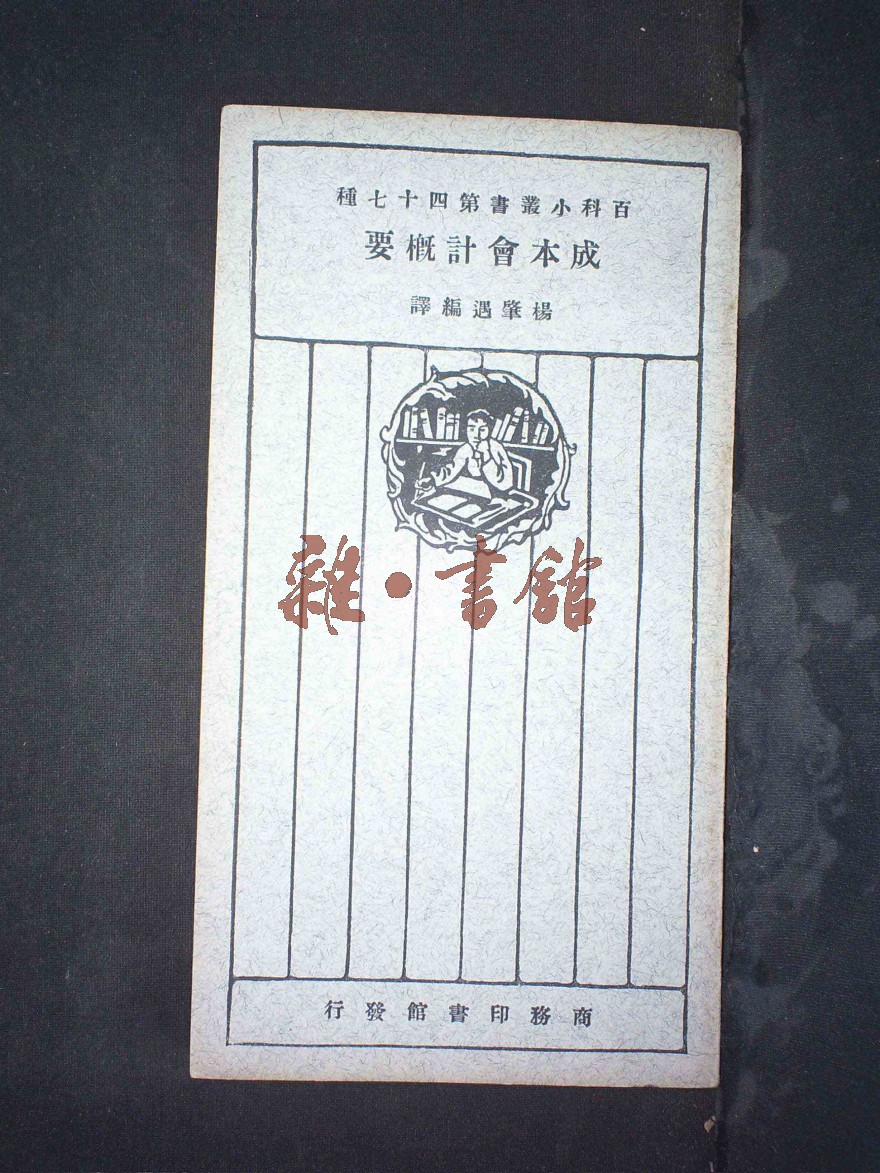 百科小叢書第四十七種
成本會計概要
楊肇遇編譯
雜·書館
商務印書館發行